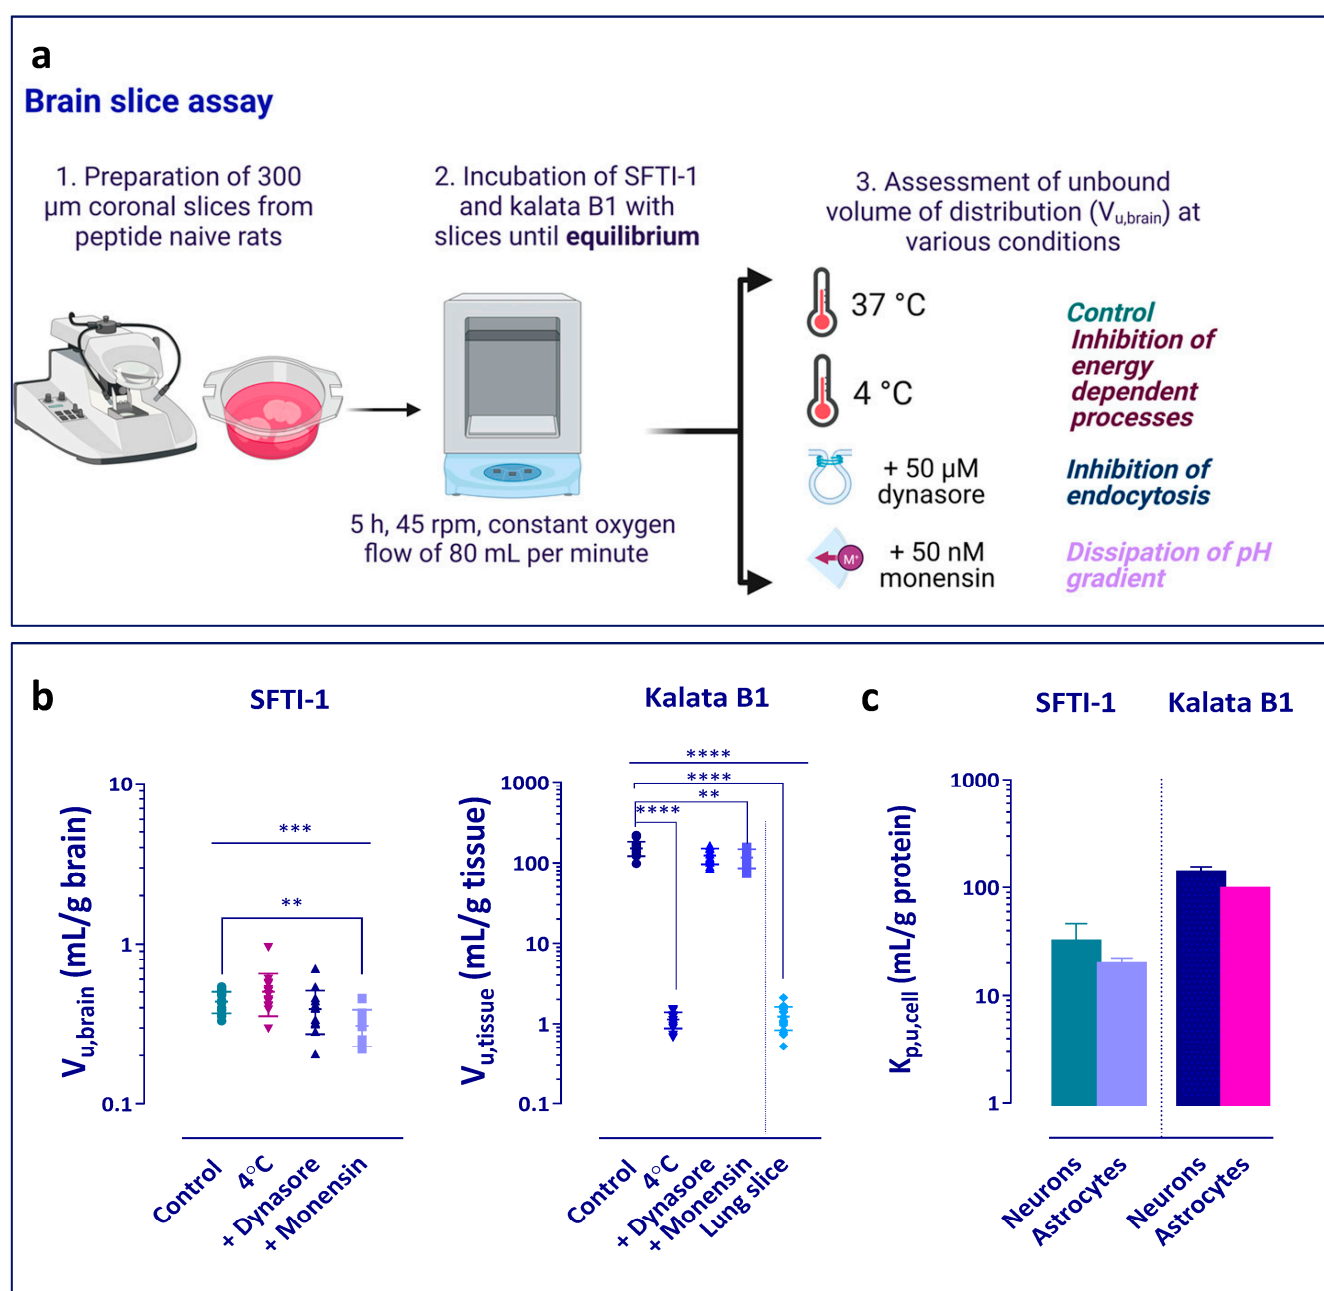 a
Brain slice assay
1. Preparation of 300
µm coronal slices from
peptide naive rats
2. Incubation of SFTI-1
and kalata B1 with
slices until equilibrium
5 h, 45 rpm, constant oxygen
flow of 80 mL per minute
3. Assessment of unbound
volume of distribution (Vu,brain) at
various conditions
37 °C
4 °C
+ 50 µM
dynasore
M+
+ 50 nM
monensin
Control
Inhibition of
energy
dependent
processes
Inhibition of
endocytosis
Dissipation of pH
gradient
b
SFTI-1
Vu,brain (mL/g brain)
10
1
0.1
***
**
Control
4°C
+ Dynasore
+ Monensin
Kalata B1
Vu,tissue (mL/g tissue)
1000
100
10
1
0.1
****
****
**
****
Control
4°C
+ Dynasore
+ Monensin
Lung slice
c
SFTI-1
Kalata B1
Kp,u,cell (mL/g protein)
1000
100
10
1
Neurons
Astrocytes
Neurons
Astrocytes